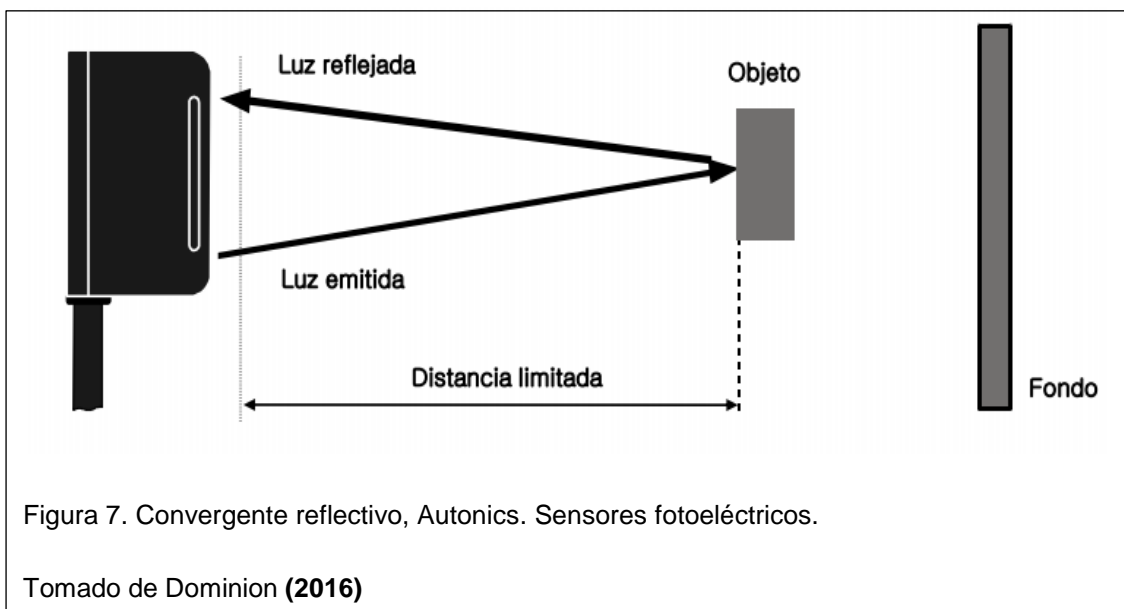 Luz reflejada
Objeto
Luz emitida
Distancia limitada
Fondo
Figura 7. Convergente reflectivo, Autonics. Sensores fotoeléctricos.
Tomado de Dominion (2016)